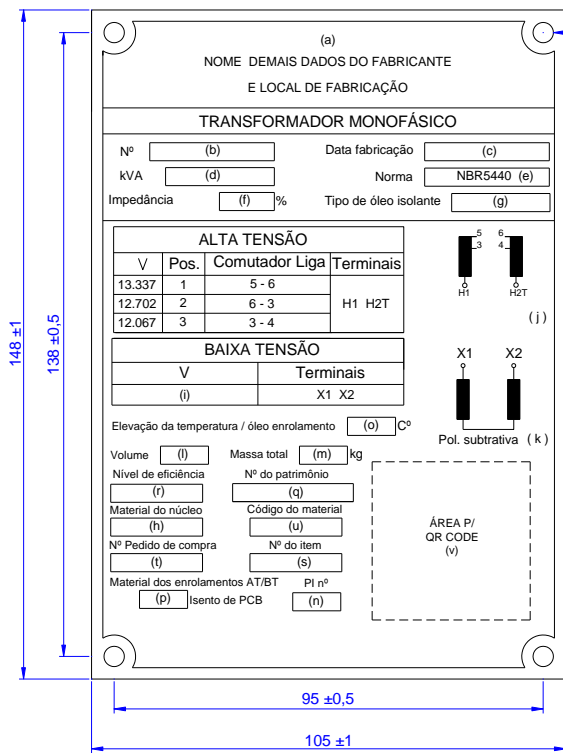 (a)
NOME DEMAIS DADOS DO FABRICANTE
E LOCAL DE FABRICAÇÃO
TRANSFORMADOR MONOFÁSICO
Nº (b) Data fabricação (c)
kVA (d) Norma NBR5440 (e)
Impedância (f) % Tipo de óleo isolante (g)
ALTA TENSÃO
V Pos. Comutador Liga Terminais
13.337 1 5 - 6
12.702 2 6 - 3 H1 H2T
12.067 3 3 - 4
5 6
3 4
H1 H2T
(j)
BAIXA TENSÃO
V Terminais
(i) X1 X2
X1 X2
Pol. subtrativa (k)
Elevação da temperatura / óleo enrolamento (o) Cº
Volume (l) Massa total (m) kg
Nível de eficiência Nº do patrimônio
(r) (q)
Material do núcleo Código do material
(h) (u)
Nº Pedido de compra Nº do item
(t) (s)
Material dos enrolamentos AT/BT PI nº
(p) Isento de PCB (n)
ÁREA P/
QR CODE
(v)
148 ±1
138 ±0,5
95 ±0,5
105 ±1